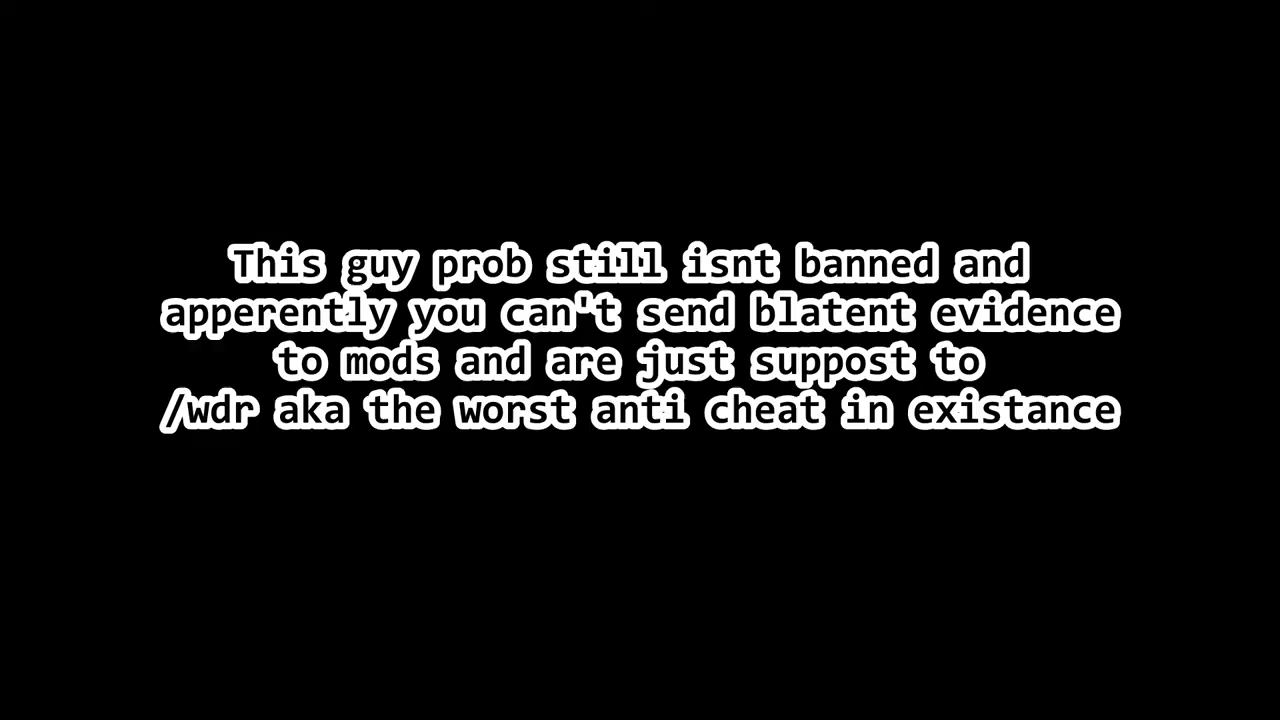 This guy prob still isnt banned and
apperently you can't send blatent evidence
to mods and are just suppost to
/wdr aka the worst anti cheat in existance